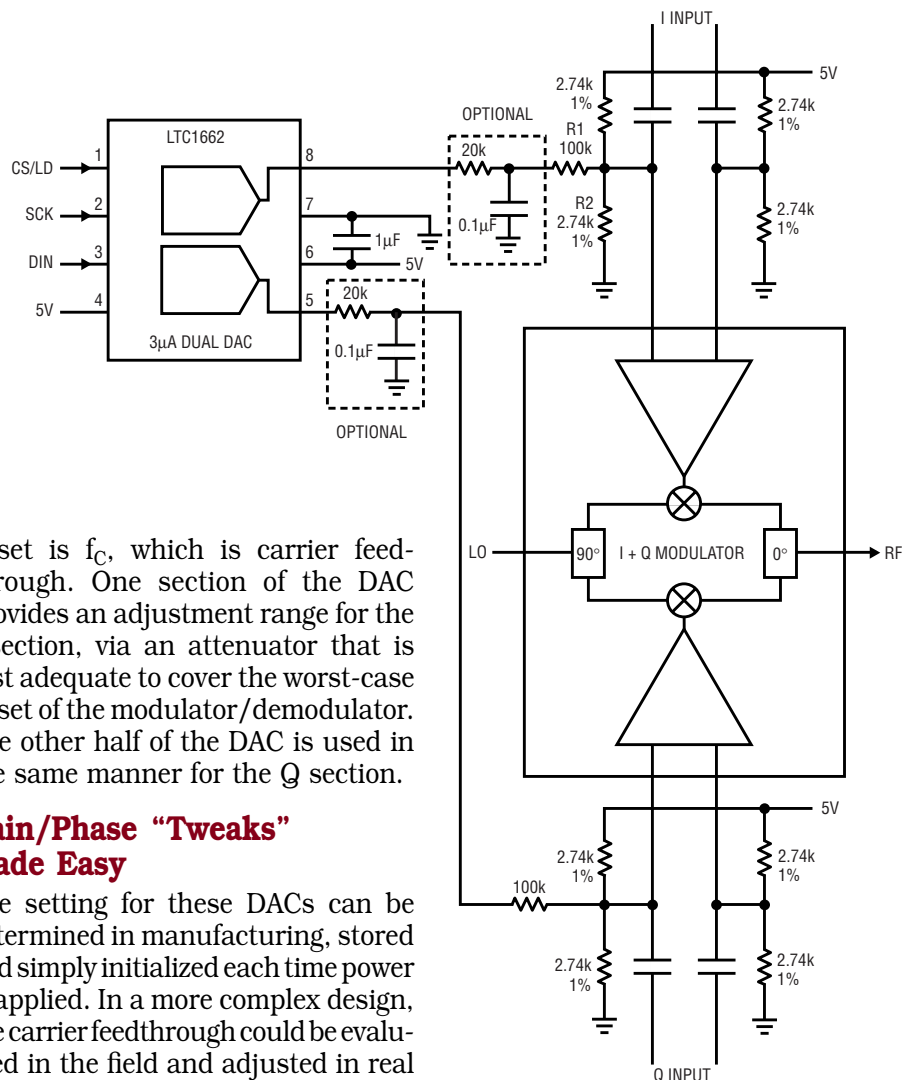 I INPUT
5V
2.74k
1%
2.74k
1%
OPTIONAL
R1
100k
LTC1662
20k
8
CS/LD
1
SCK
2
7
R2
2.74k
1%
2.74k
1%
0.1µF
1µF
DIN
3
6
5V
5V
4
5
20k
3µA DUAL DAC
0.1µF
OPTIONAL
LO
90°
I + Q MODULATOR
0°
RF
set is fC, which is carrier feed-
rough. One section of the DAC
ovides an adjustment range for the
section, via an attenuator that is
st adequate to cover the worst-case
set of the modulator/demodulator.
e other half of the DAC is used in
e same manner for the Q section.
ain/Phase “Tweaks”
ade Easy
e setting for these DACs can be
termined in manufacturing, stored
d simply initialized each time power
applied. In a more complex design,
e carrier feedthrough could be evalu-
ed in the field and adjusted in real
5V
2.74k
1%
2.74k
1%
100k
2.74k
1%
2.74k
1%
Q INPUT